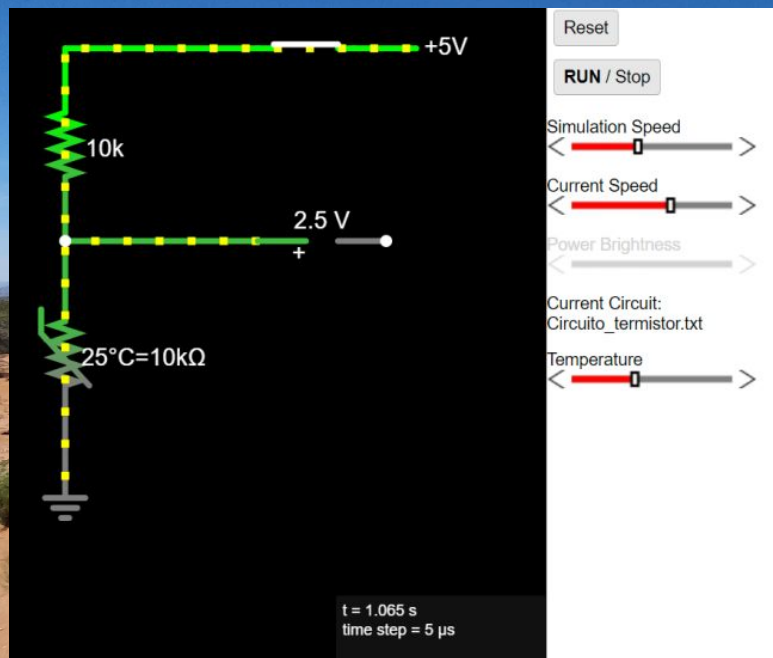 +5V
10k
2.5 V
+
25°C=10kΩ
t = 1.065 s
time step = 5 µs
Reset
RUN / Stop
Simulation Speed
Current Speed
Power Brightness
Current Circuit:
Circuito_termistor.txt
Temperature